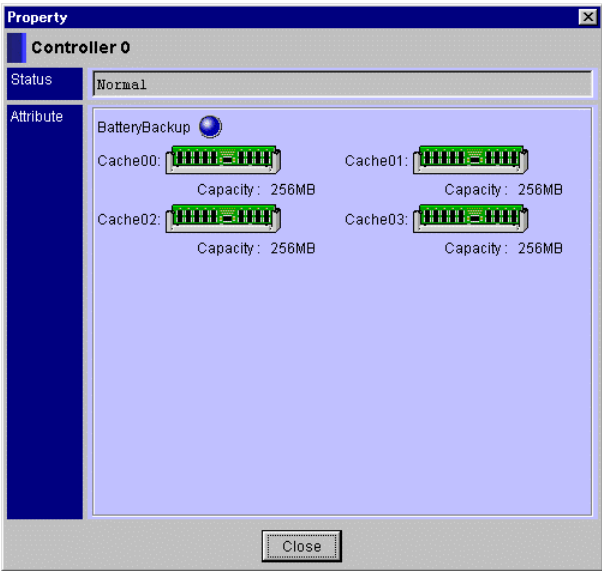 Property
Controller 0
Status
Normal
Attribute
BatteryBackup
Cache00: Cache01:
Capacity : 256MB Capacity : 256MB
Cache02: Cache03:
Capacity : 256MB Capacity : 256MB
Close